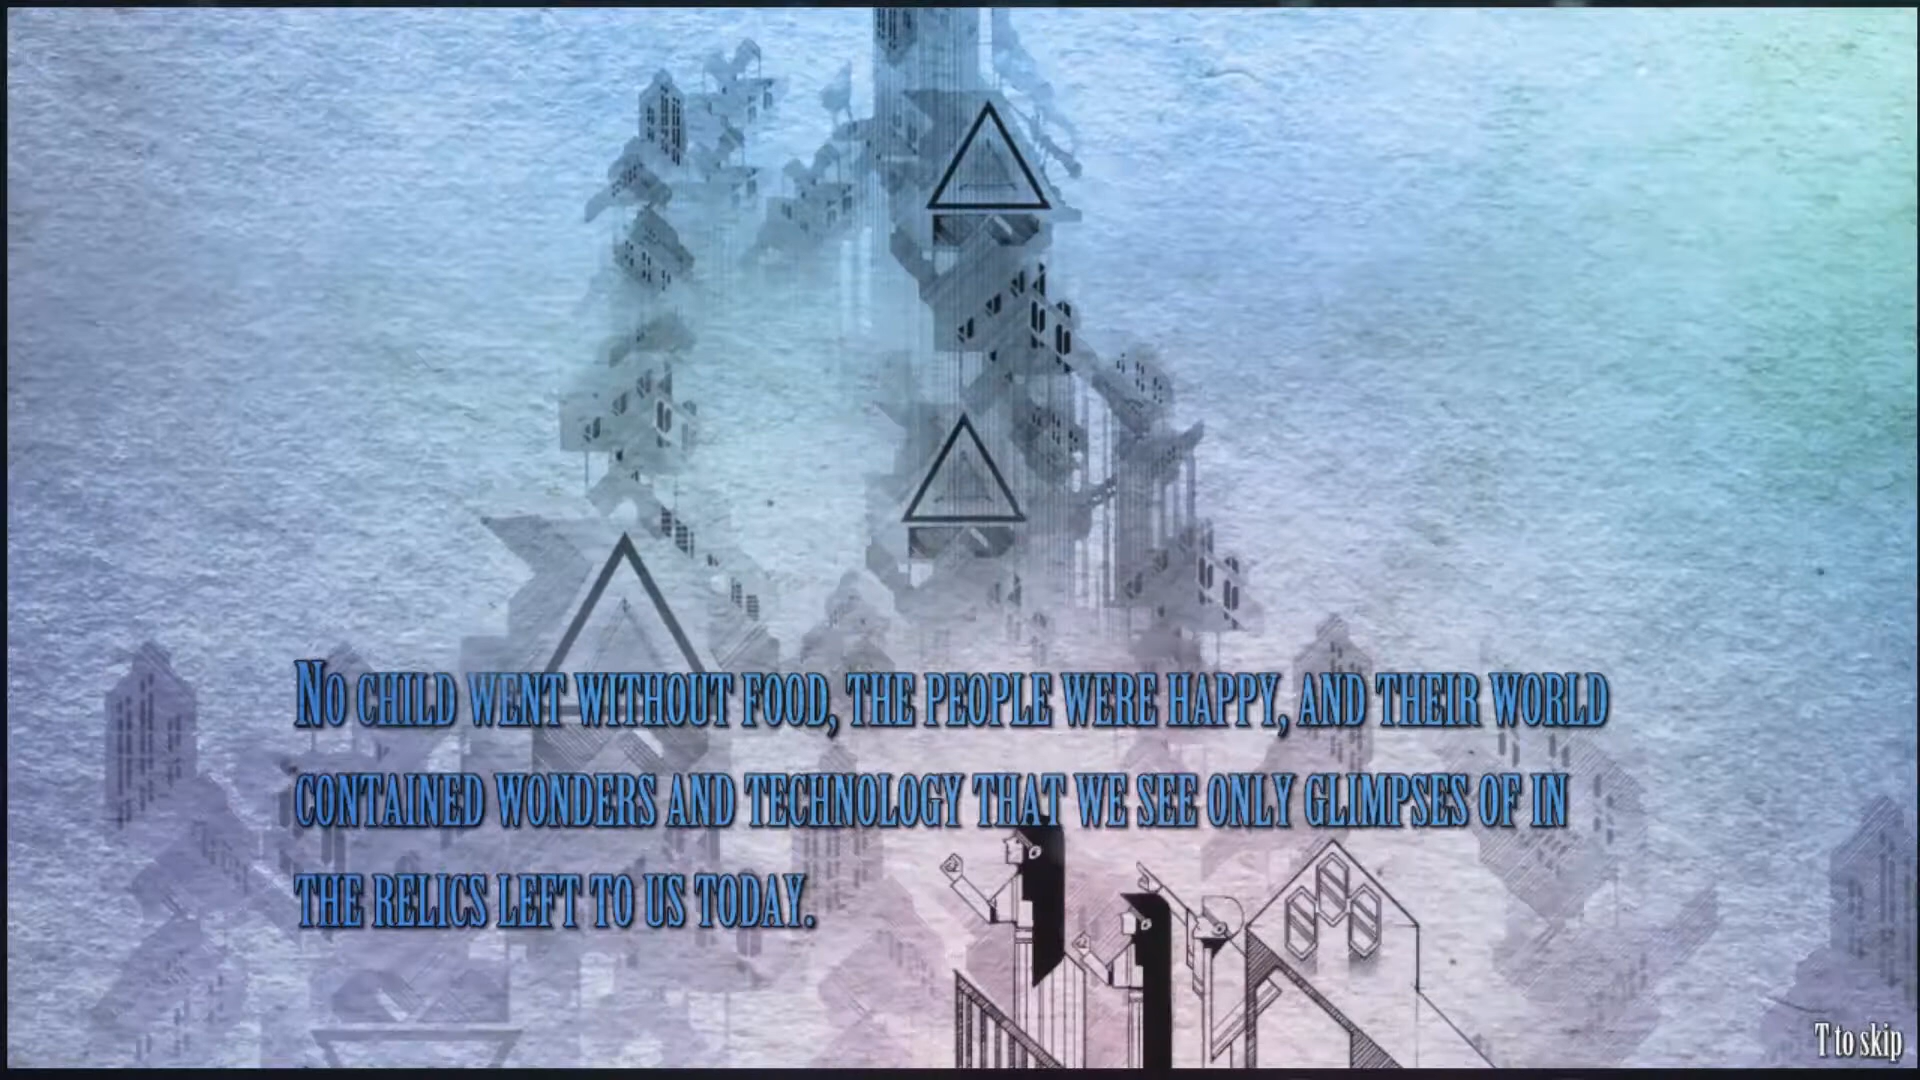 No child went without food, the people were happy, and their world
contained wonders and technology that we see only glimpses of in
the relics left to us today.
T to skip